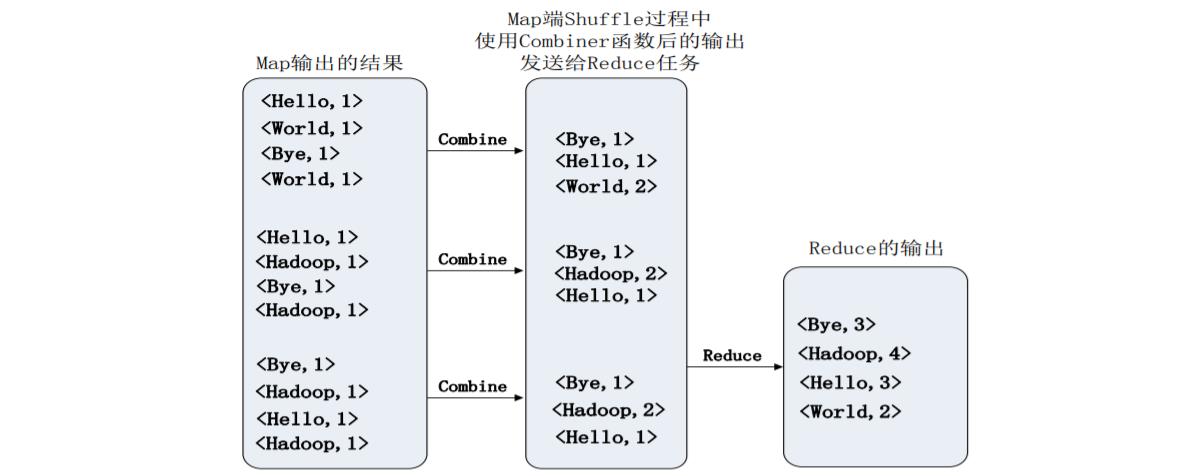 Map输出的结果
<Hello,1>
<World,1>
<Bye,1>
<World,1>
<Hello,1>
<Hadoop,1>
<Bye,1>
<Hadoop,1>
<Bye,1>
<Hadoop,1>
<Hello,1>
<Hadoop,1>
Combine
Combine
Combine
Map端Shuffle过程中
使用Combiner函数后的输出
发送给Reduce任务
<Bye,1>
<Hello,1>
<World,2>
<Bye,1>
<Hadoop,2>
<Hello,1>
<Bye,1>
<Hadoop,2>
<Hello,1>
Reduce
Reduce的输出
<Bye,3>
<Hadoop,4>
<Hello,3>
<World,2>